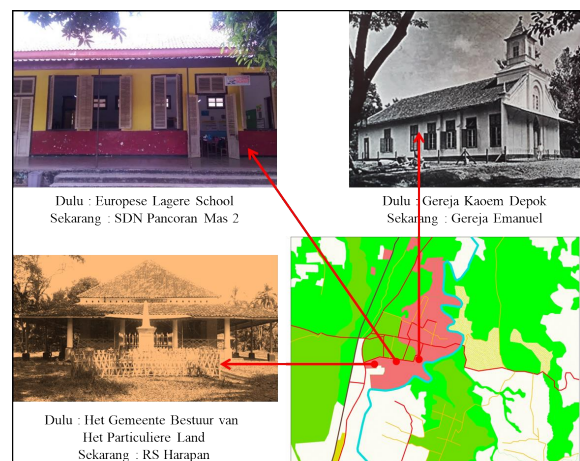 Dulu : Europese Lagere School
Sekarang : SDN Pancoran Mas 2
Dulu : Gereja Kaoem Depok
Sekarang : Gereja Emanuel
Dulu : Het Gemeente Bestuur van
Het Particuliere Land
Sekarang : RS Harapan